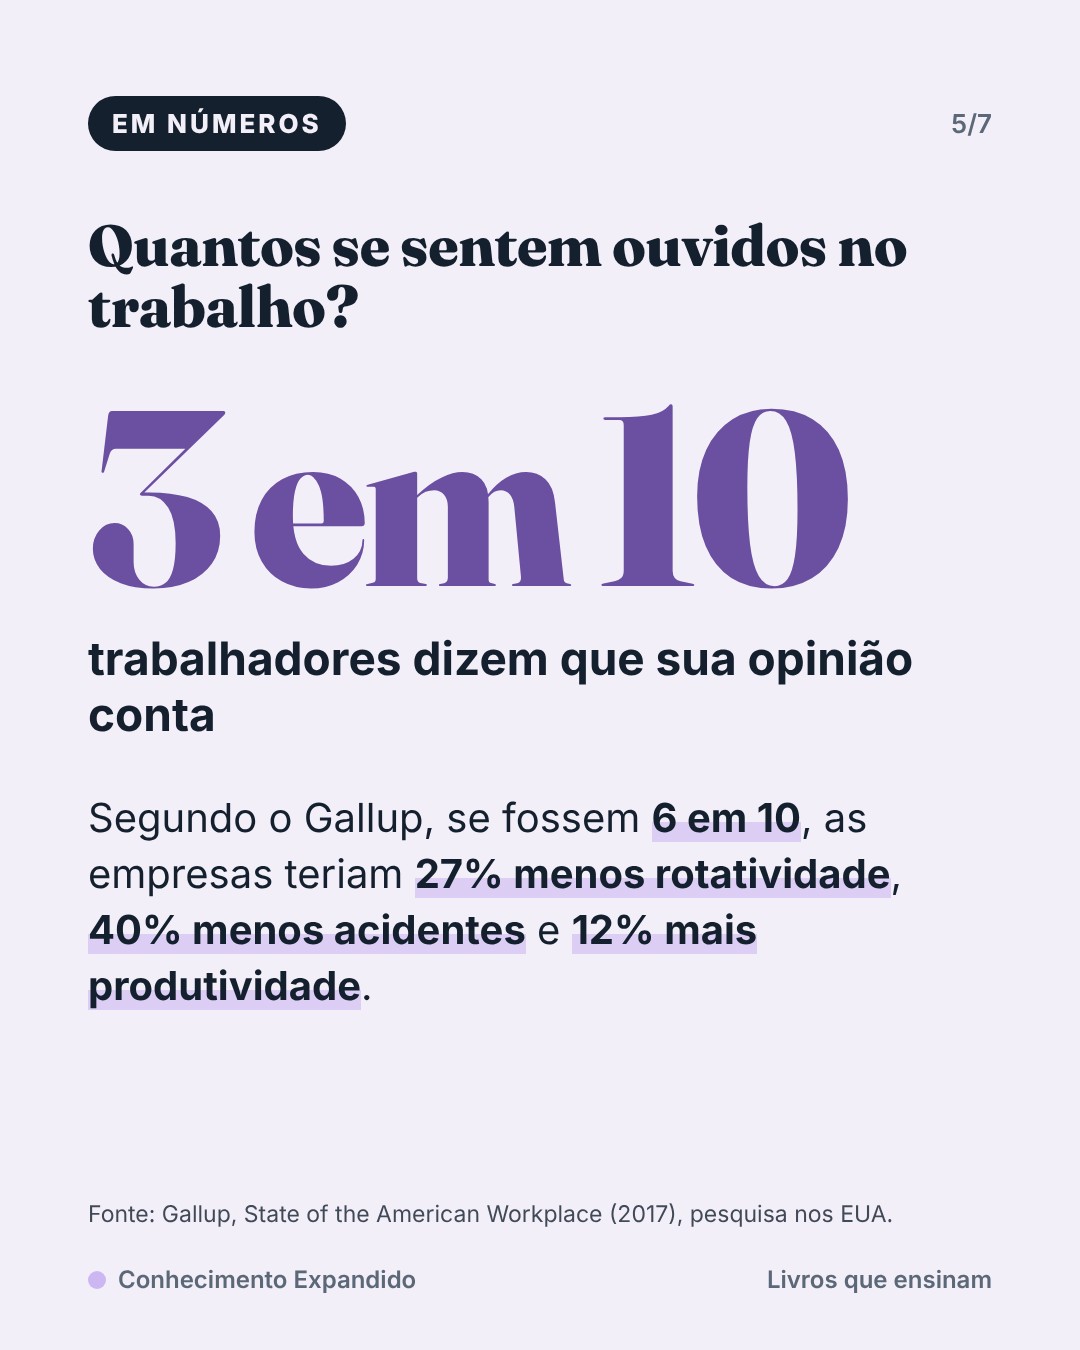 EM NÚMEROS
5/7
Quantos se sentem ouvidos no
trabalho?
3 em 10
trabalhadores dizem que sua opinião
conta
Segundo o Gallup, se fossem 6 em 10, as
empresas teriam 27% menos rotatividade,
40% menos acidentes e 12% mais
produtividade.
Fonte: Gallup, State of the American Workplace (2017), pesquisa nos EUA.
Conhecimento Expandido
Livros que ensinam